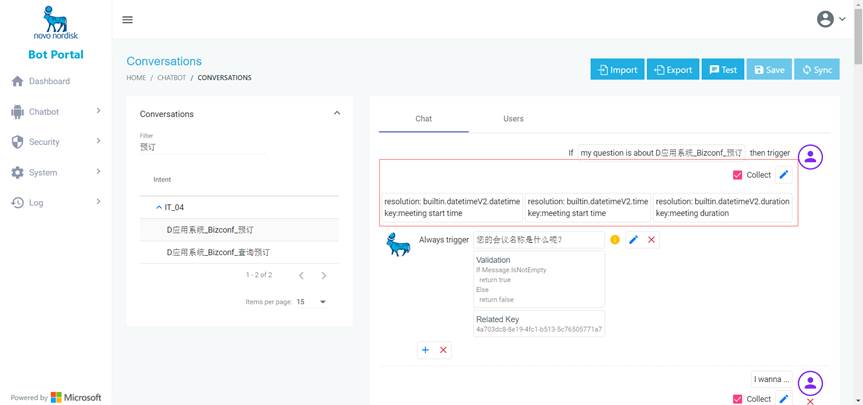 novo nordisk
Bot Portal
Dashboard
Chatbot
Security
System
Log
Powered by Microsoft
Conversations
HOME / CHATBOT / CONVERSATIONS
Import
Export
Test
Save
Sync
Conversations
Filter
预订
Intent
IT_04
D应用系统_Bizconf_预订
D应用系统_Bizconf_查询预订
1 - 2 of 2
Items per page: 15
Chat
Users
If my question is about D应用系统_Bizconf_预订 then trigger
Collect
resolution: builtin.datetimeV2.datetime
key:meeting start time
resolution: builtin.datetimeV2.time
key:meeting start time
resolution: builtin.datetimeV2.duration
key:meeting duration
Always trigger
您的会议名称是什么呢?
Validation
If Message.IsNotEmpty
return true
Else
return false
Related Key
4a703dc8-8e19-4fc1-b513-5c76505771a7
I wanna ...
Collect